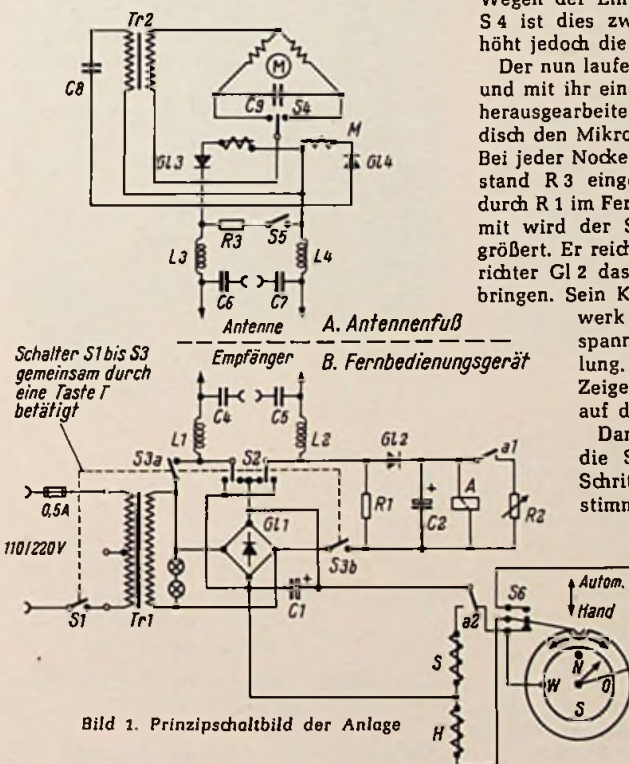 Tr2
C8
M
C9
S4
Gl3
M
Gl4
R3
S5
L3
L4
C6
C7
Antenne
A. Antennenfuß
Empfänger
B. Fernbedienungsgerät
Schalter S1 bis S3
gemeinsam durch
eine Taste T
betätigt
C4
C5
L1
L2
S3a
S2
Gl2
a1
0,5A
Gl1
R1
C2
A
R2
110/220V
S3b
C1
S1
Tr1
a2
S6
Autom.
Hand
S
H
N
W
O
S
Bild 1. Prinzipschaltbild der Anlage
S 4 ist dies zw
höht jedoch die
Der nun laufe
und mit ihr ein
herausgearbeite
disch den Mikro
Bei jeder Nocke
stand R 3 einge
durch R 1 im Fer
mit wird der S
größert. Er reich
richter Gl 2 das
bringen. Sein K
werk
spann
lung.
Zeige
auf d
Dar
die S
Schrit
stimm